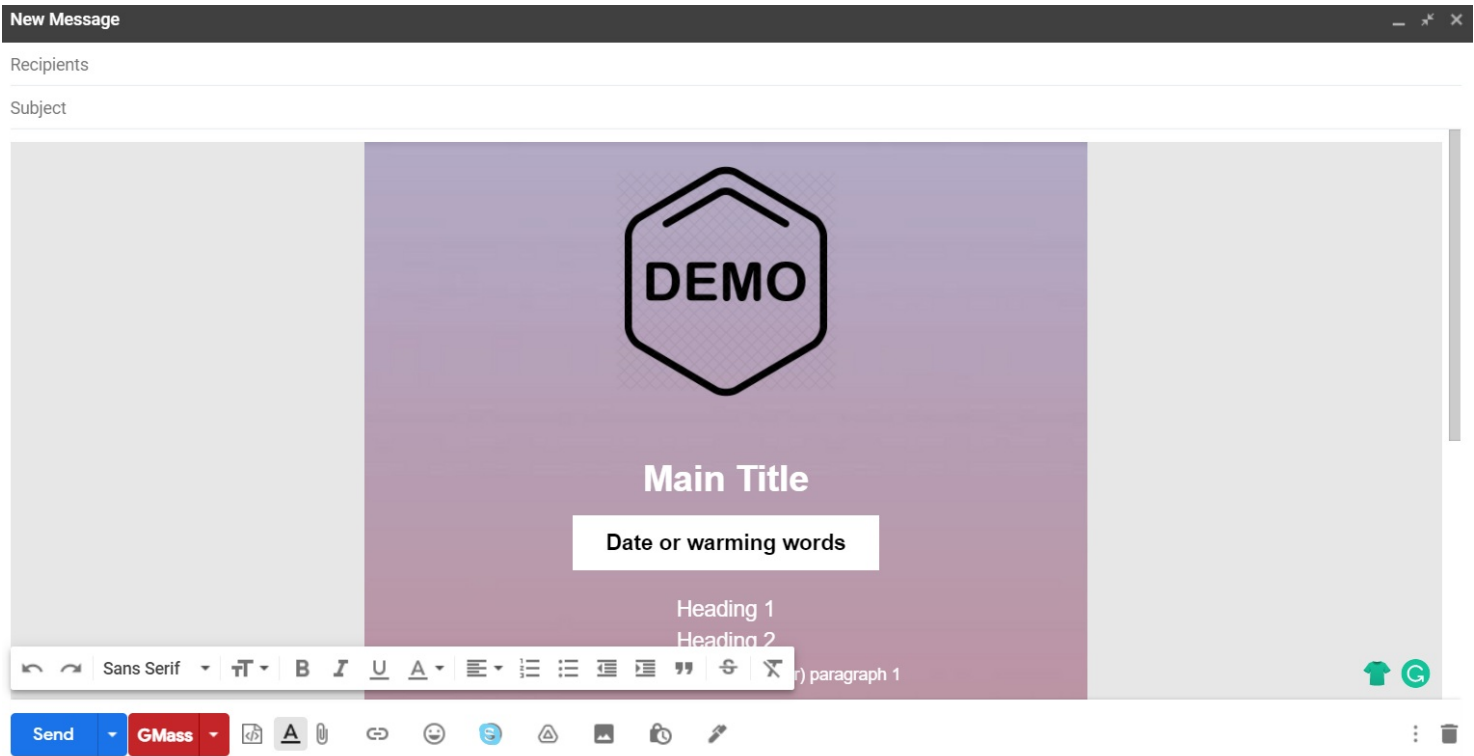 New Message
Recipients
Subject
DEMO
Main Title
Date or warming words
Heading 1
Heading 2
Sans Serif
r) paragraph 1
Send
GMass